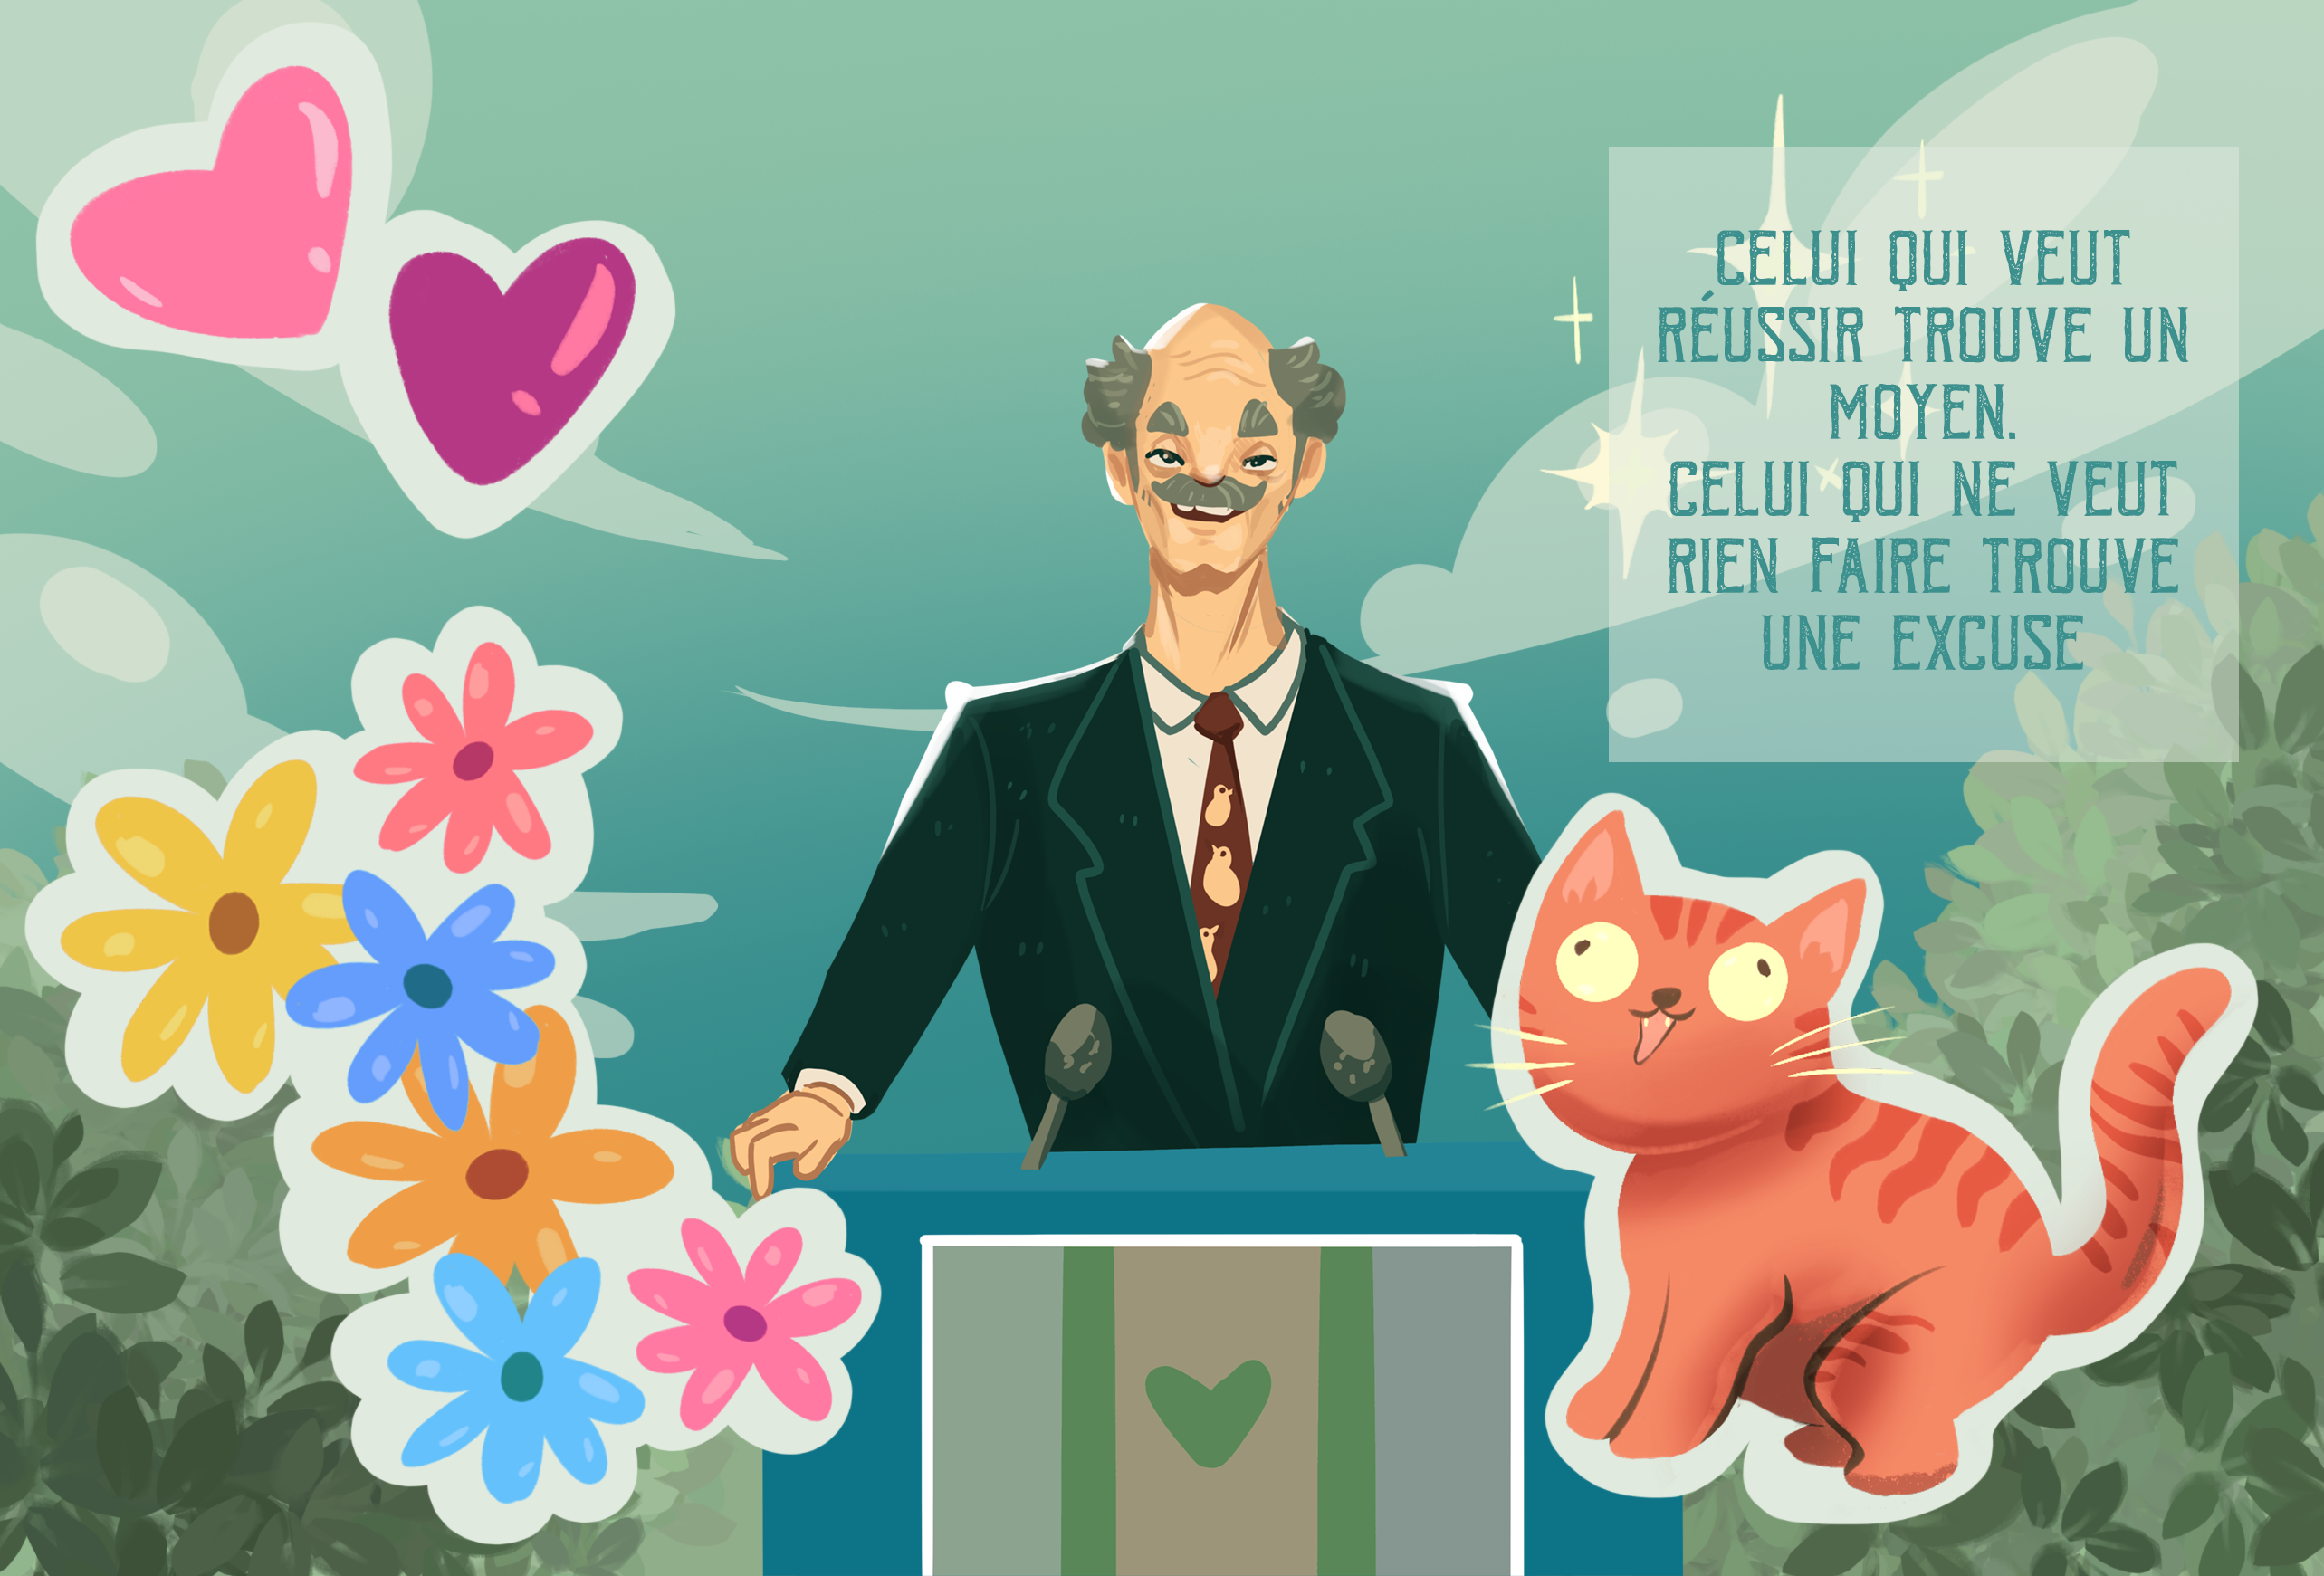 CELUI QUI VEUT
RÉUSSIR TROUVE UN
MOYEN.
CELUI QUI NE VEUT
RIEN FAIRE TROUVE
UNE EXCUSE